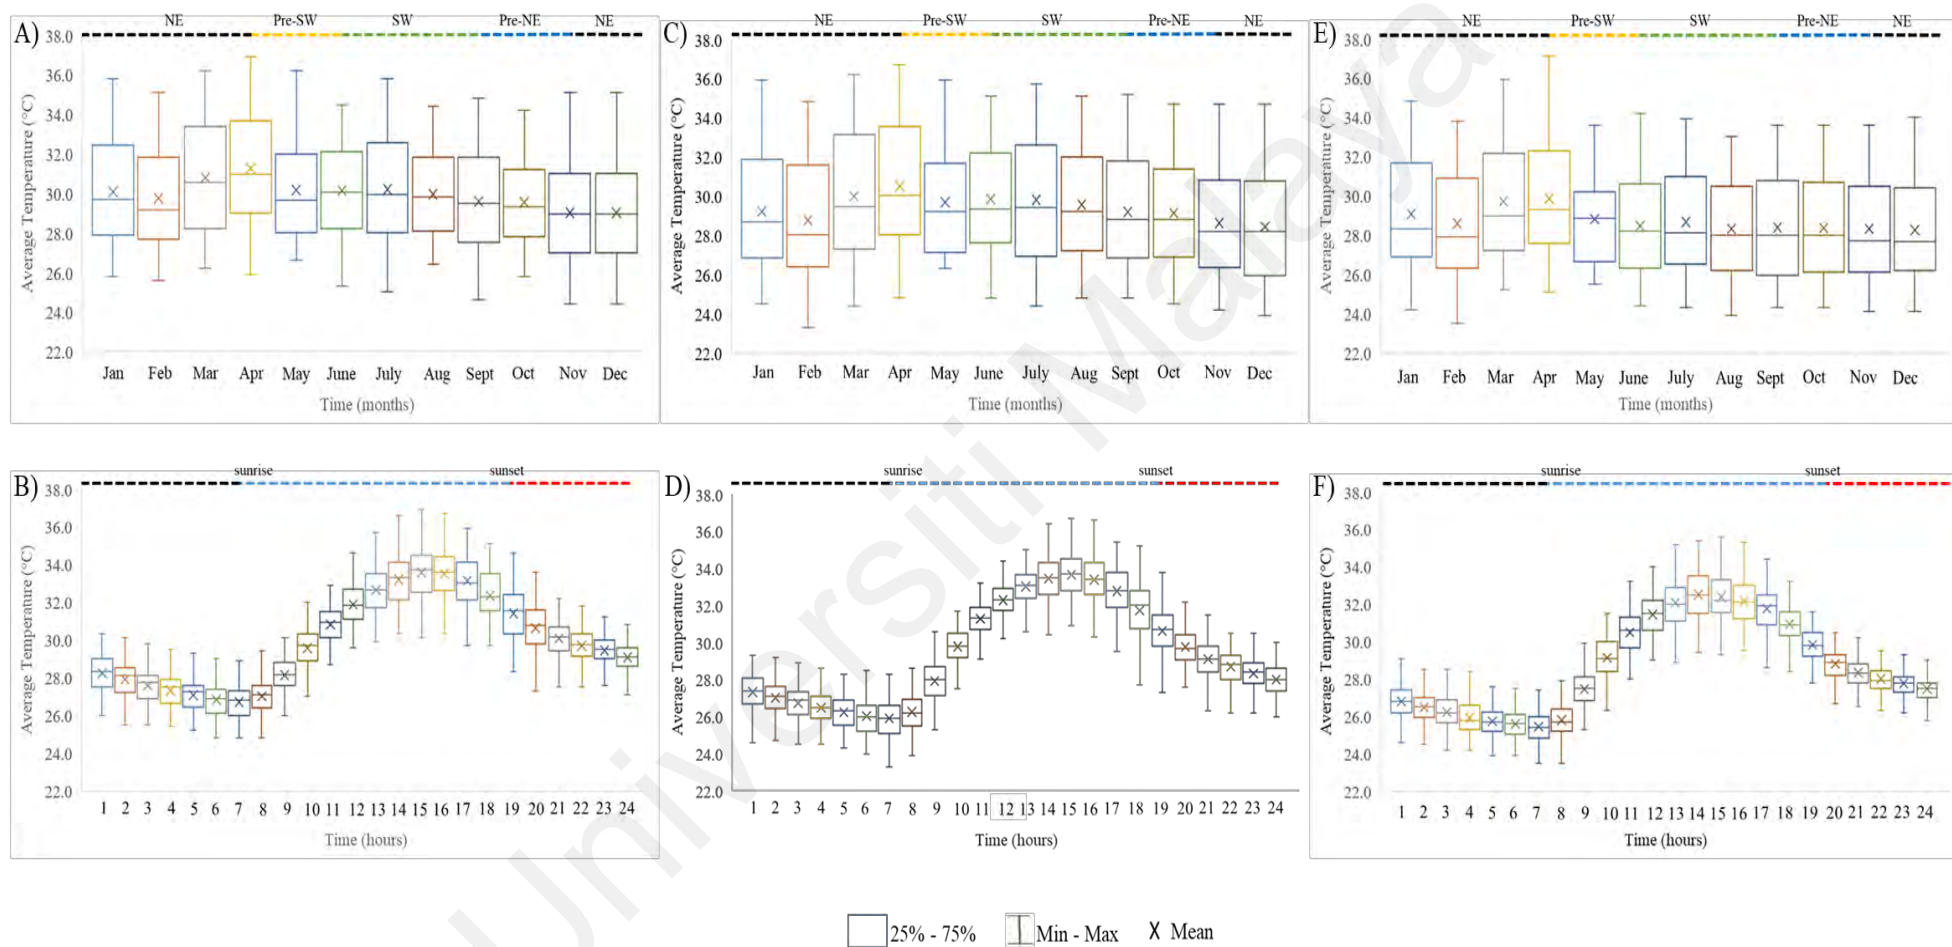 NE Pre-SW SW Pre-NE NE
A)
38.0
36.0
34.0
32.0
30.0
28.0
26.0
24.0
22.0
Average Temperature (°C)
Jan Feb Mar Apr May June July Aug Sept Oct Nov Dec
Time (months)
NE Pre-SW SW Pre-NE NE
C)
38.0
36.0
34.0
32.0
30.0
28.0
26.0
24.0
22.0
Average Temperature (°C)
Jan Feb Mar Apr May June July Aug Sept Oct Nov Dec
Time (months)
NE Pre-SW SW Pre-NE NE
E)
38.0
36.0
34.0
32.0
30.0
28.0
26.0
24.0
22.0
Average Temperature (°C)
Jan Feb Mar Apr May June July Aug Sept Oct Nov Dec
Time (months)
sunrise sunset
B)
38.0
36.0
34.0
32.0
30.0
28.0
26.0
24.0
22.0
Average Temperature (°C)
1 2 3 4 5 6 7 8 9 10 11 12 13 14 15 16 17 18 19 20 21 22 23 24
Time (hours)
sunrise sunset
D)
38.0
36.0
34.0
32.0
30.0
28.0
26.0
24.0
22.0
Average Temperature (°C)
1 2 3 4 5 6 7 8 9 10 11 12 13 14 15 16 17 18 19 20 21 22 23 24
Time (hours)
sunrise sunset
F)
38.0
36.0
34.0
32.0
30.0
28.0
26.0
24.0
22.0
Average Temperature (°C)
1 2 3 4 5 6 7 8 9 10 11 12 13 14 15 16 17 18 19 20 21 22 23 24
Time (hours)
25% - 75% Min - Max Mean
Universiti Malaya